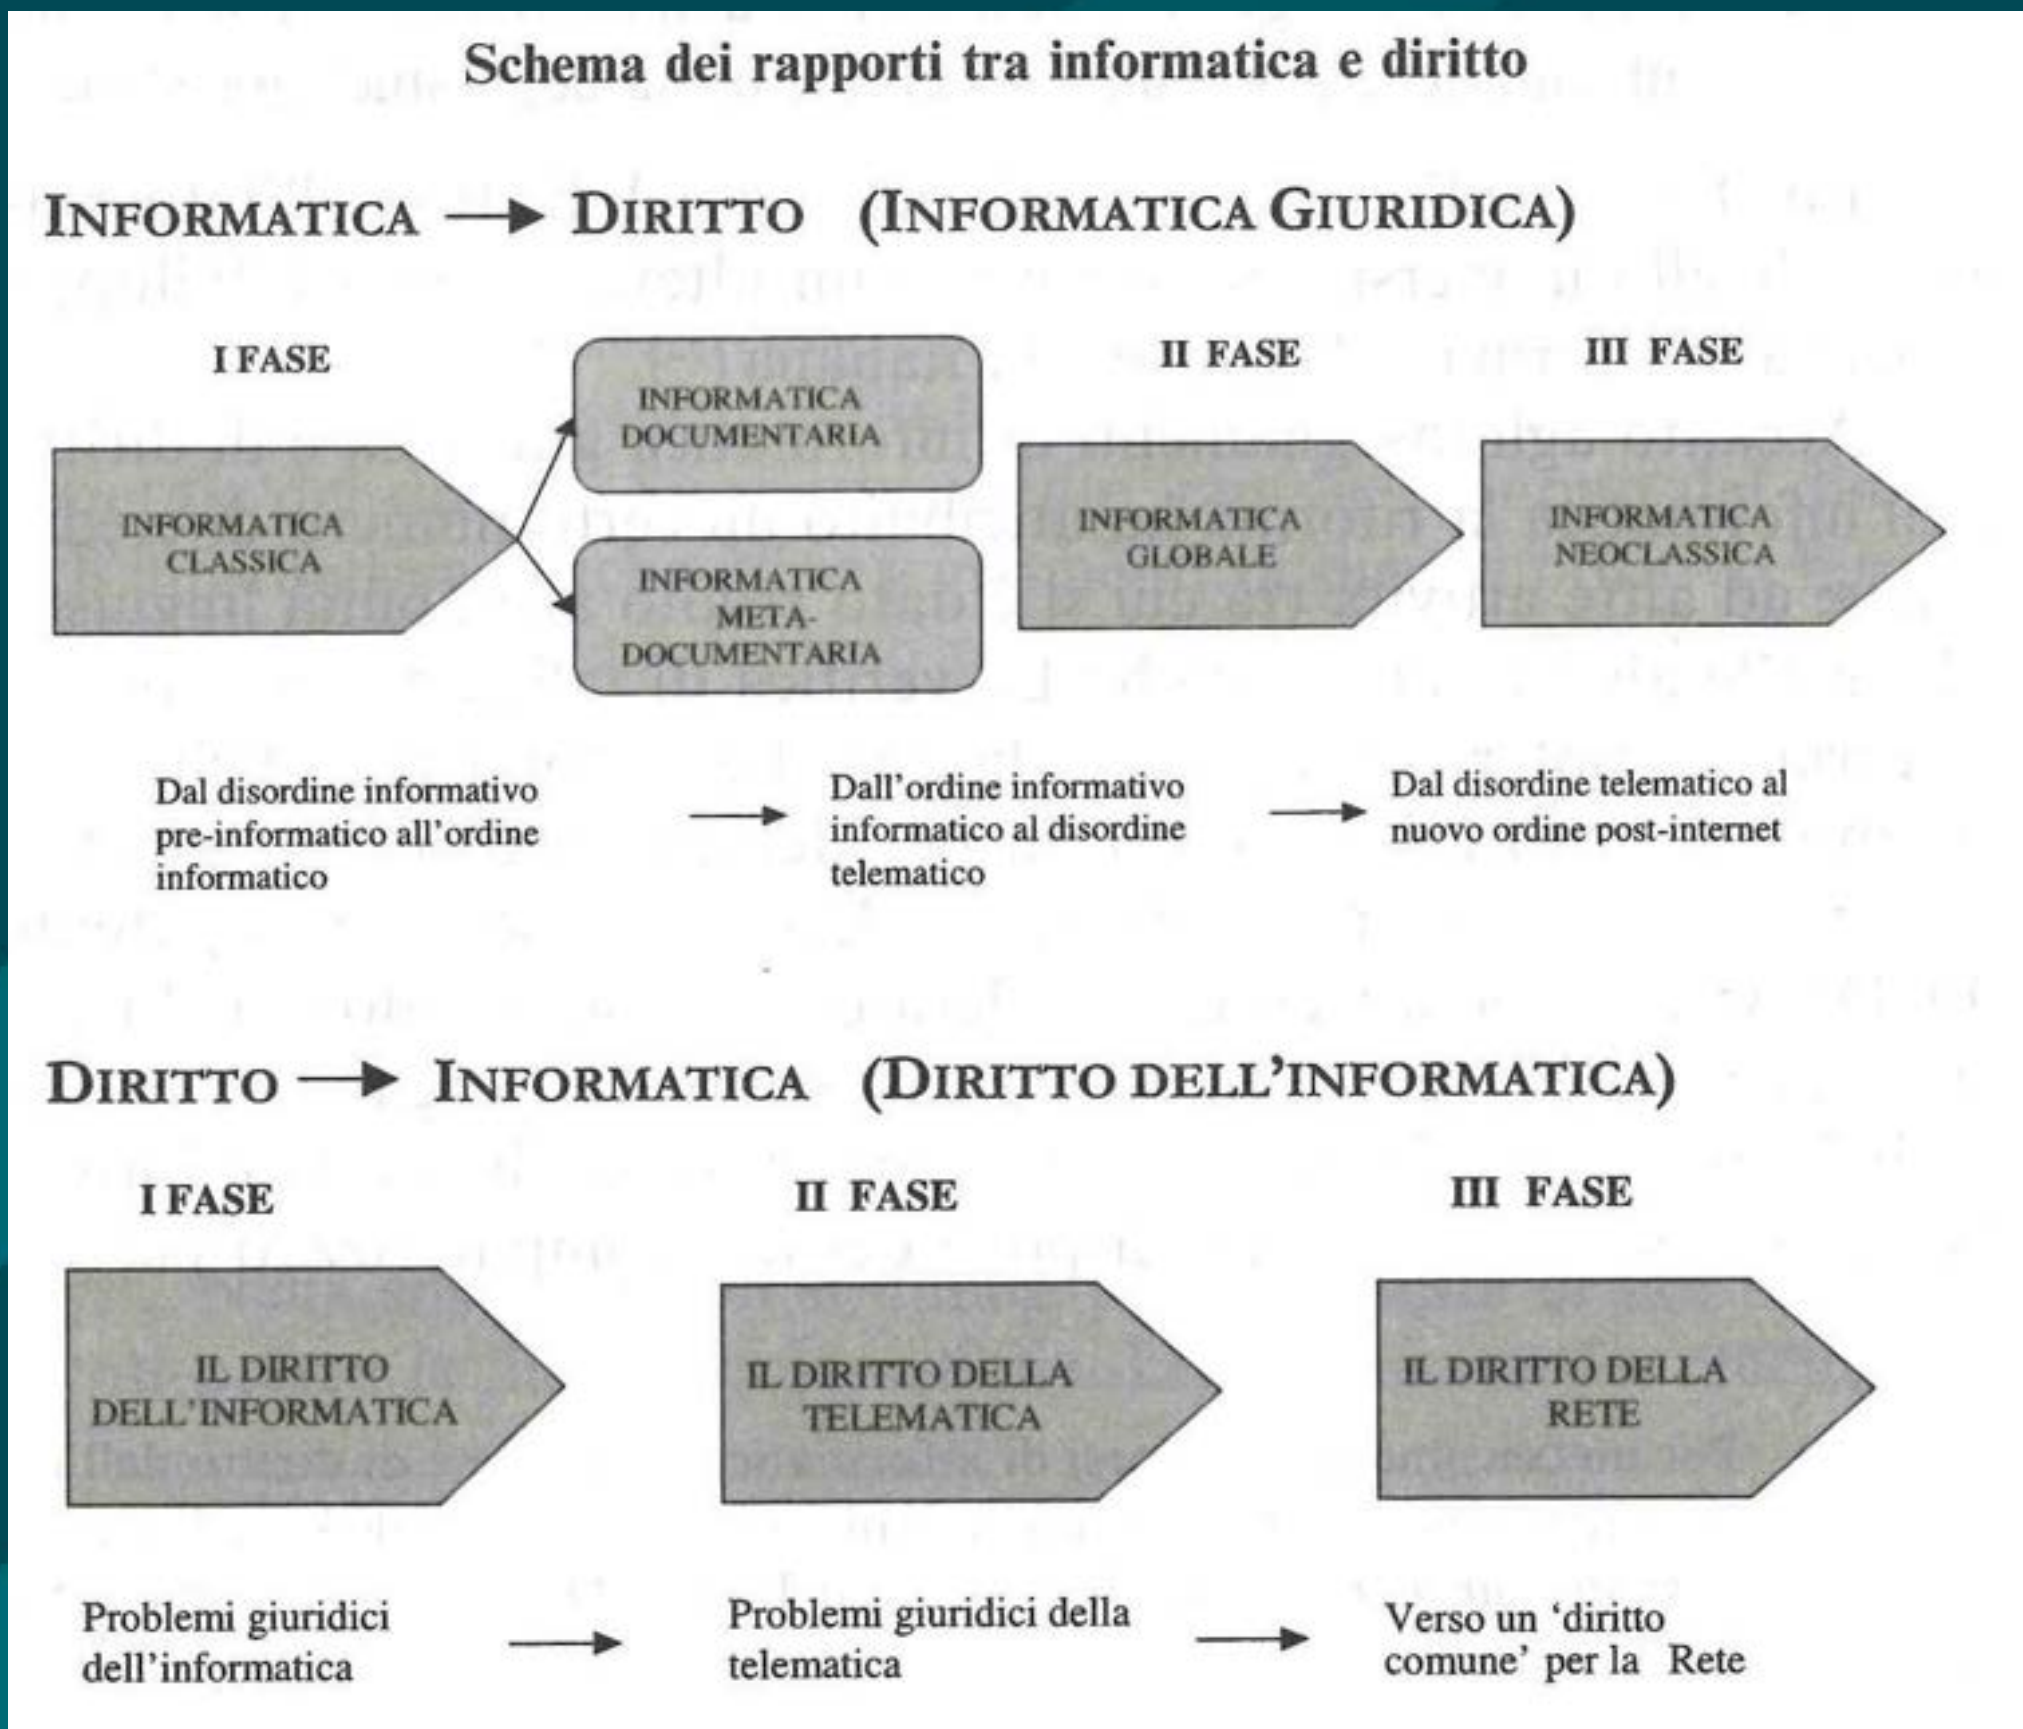 Schema dei rapporti tra informatica e diritto
INFORMATICA → DIRITTO (INFORMATICA GIURIDICA)
I FASE
II FASE
III FASE
INFORMATICA
CLASSICA
INFORMATICA
DOCUMENTARIA
INFORMATICA
META-
DOCUMENTARIA
INFORMATICA
GLOBALE
INFORMATICA
NEOCLASSICA
Dal disordine informativo
pre-informatico all'ordine
informatico
→
Dall'ordine informativo
informatico al disordine
telematico
→
Dal disordine telematico al
nuovo ordine post-internet
DIRITTO → INFORMATICA (DIRITTO DELL'INFORMATICA)
I FASE
II FASE
III FASE
IL DIRITTO
DELL'INFORMATICA
IL DIRITTO DELLA
TELEMATICA
IL DIRITTO DELLA
RETE
Problemi giuridici
dell'informatica
→
Problemi giuridici della
telematica
→
Verso un 'diritto
comune' per la Rete